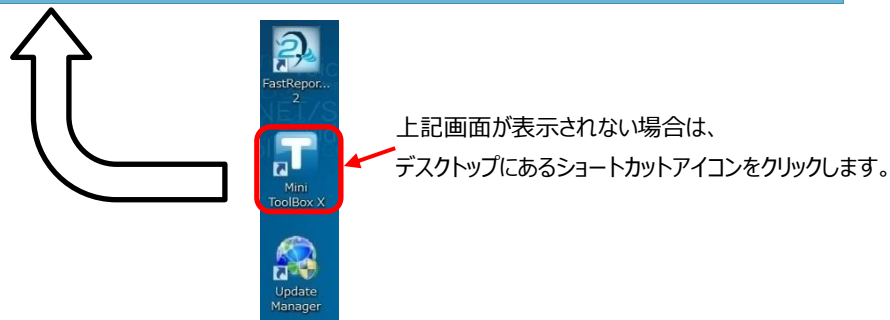 FastRepor...
2
上記画面が表示されない場合は、
デスクトップにあるショートカットアイコンをクリックします。
T
Mini
ToolBox X
Update
Manager